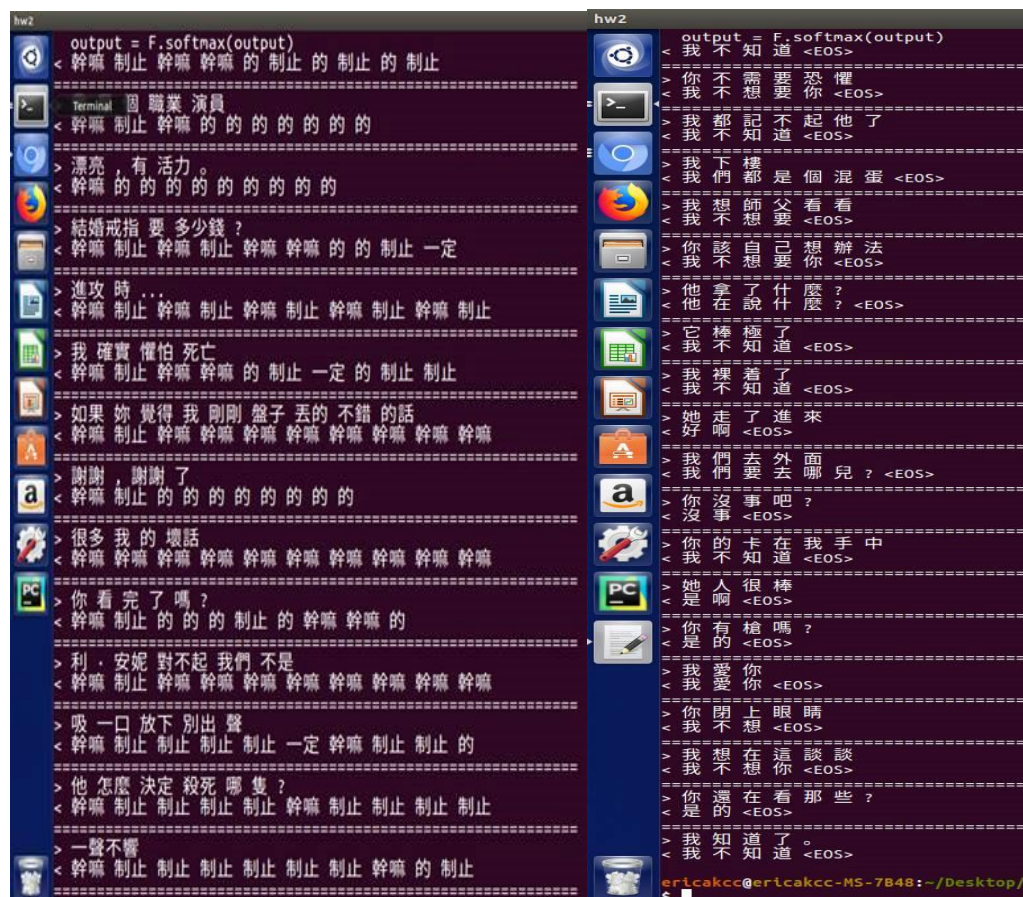 hw2
output = F.softmax(output)
< 幹嘛 制止 幹嘛 幹嘛 的 制止 的 制止 的 制止
================================================
Terminal 個 職業 演員
< 幹嘛 制止 幹嘛 的 的 的 的 的 的 的
================================================
> 漂亮 , 有 活力 。
< 幹嘛 的 的 的 的 的 的 的 的 的
================================================
> 結婚戒指 要 多少錢 ?
< 幹嘛 制止 幹嘛 制止 幹嘛 幹嘛 的 的 制止 一定
================================================
> 進攻 時 ...
< 幹嘛 制止 幹嘛 制止 幹嘛 制止 幹嘛 制止 幹嘛 制止
================================================
> 我 確實 懼怕 死亡
< 幹嘛 制止 幹嘛 幹嘛 的 制止 一定 的 制止 制止
================================================
> 如果 妳 覺得 我 剛剛 盤子 丟的 不錯 的話
< 幹嘛 制止 幹嘛 幹嘛 幹嘛 幹嘛 幹嘛 幹嘛 幹嘛 幹嘛
================================================
> 謝謝 , 謝謝 了
< 幹嘛 制止 的 的 的 的 的 的 的 的
================================================
> 很多 我 的 壞話
< 幹嘛 幹嘛 幹嘛 幹嘛 幹嘛 幹嘛 幹嘛 幹嘛 幹嘛 幹嘛
================================================
> 你 看 完 了 嗎 ?
< 幹嘛 制止 的 的 的 制止 的 幹嘛 幹嘛 的
================================================
> 利 · 安妮 對不起 我們 不是
< 幹嘛 制止 幹嘛 幹嘛 幹嘛 幹嘛 幹嘛 幹嘛 幹嘛 幹嘛
================================================
> 吸 一口 放下 別出 聲
< 幹嘛 制止 制止 制止 制止 一定 幹嘛 制止 制止 的
================================================
> 他 怎麼 決定 殺死 哪 隻 ?
< 幹嘛 制止 制止 制止 制止 幹嘛 制止 制止 制止 制止
================================================
> 一聲不響
< 幹嘛 制止 制止 制止 制止 制止 制止 幹嘛 的 制止
================================================
hw2
output = F.softmax(output)
< 我 不 知 道 <EOS>
================================
> 你 不 需 要 恐 懼
< 我 不 想 要 你 <EOS>
================================
> 我 都 記 不 起 他 了
< 我 不 知 道 <EOS>
================================
> 我 下 樓
< 我 們 都 是 個 混 蛋 <EOS>
================================
> 我 想 師 父 看 看
< 我 不 想 要 <EOS>
================================
> 你 該 自 己 想 辦 法
< 我 不 想 要 你 <EOS>
================================
> 他 拿 了 什 麼 ?
< 他 在 說 什 麼 ? <EOS>
================================
> 它 棒 極 了
< 我 不 知 道 <EOS>
================================
> 我 裸 着 了
< 我 不 知 道 <EOS>
================================
> 她 走 了 進 來
< 好 啊 <EOS>
================================
> 我 們 去 外 面
< 我 們 要 去 哪 兒 ? <EOS>
================================
> 你 沒 事 吧 ?
< 沒 事 <EOS>
================================
> 你 的 卡 在 我 手 中
< 我 不 知 道 <EOS>
================================
> 她 人 很 棒
< 是 啊 <EOS>
================================
> 你 有 槍 嗎 ?
< 是 的 <EOS>
================================
> 我 愛 你
< 我 愛 你 <EOS>
================================
> 你 閉 上 眼 睛
< 我 不 想 <EOS>
================================
> 我 想 在 這 談 談
< 我 不 想 你 <EOS>
================================
> 你 還 在 看 那 些 ?
< 是 的 <EOS>
================================
> 我 知 道 了 。
< 我 不 知 道 <EOS>
ericakcc@ericakcc-MS-7B48:~/Desktop/
$